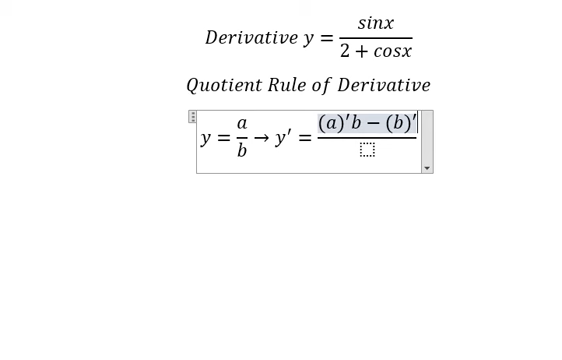 Derivative y = sinx / 2 + cosx
Quotient Rule of Derivative
y = a / b → y′ = (a)′b − (b)′ / ⬚